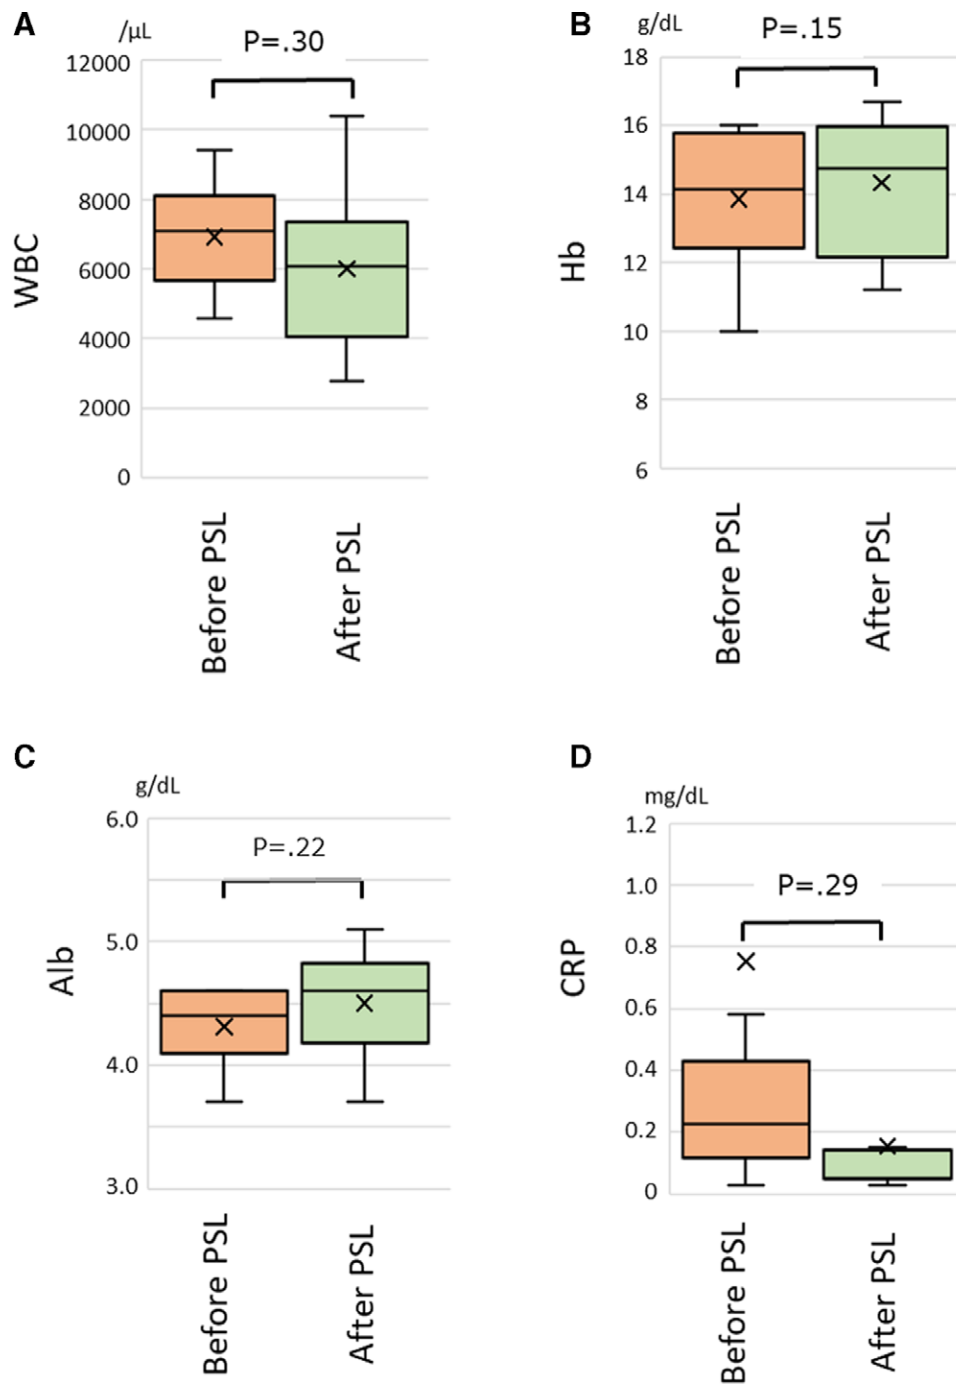 A
/μL
P=.30
12000
10000
8000
6000
4000
2000
0
WBC
Before PSL
After PSL
B
g/dL
P=.15
18
16
14
12
10
8
6
Hb
Before PSL
After PSL
C
g/dL
6.0
P=.22
5.0
4.0
3.0
Alb
Before PSL
After PSL
D
mg/dL
1.2
1.0
P=.29
0.8
0.6
0.4
0.2
0
CRP
Before PSL
After PSL